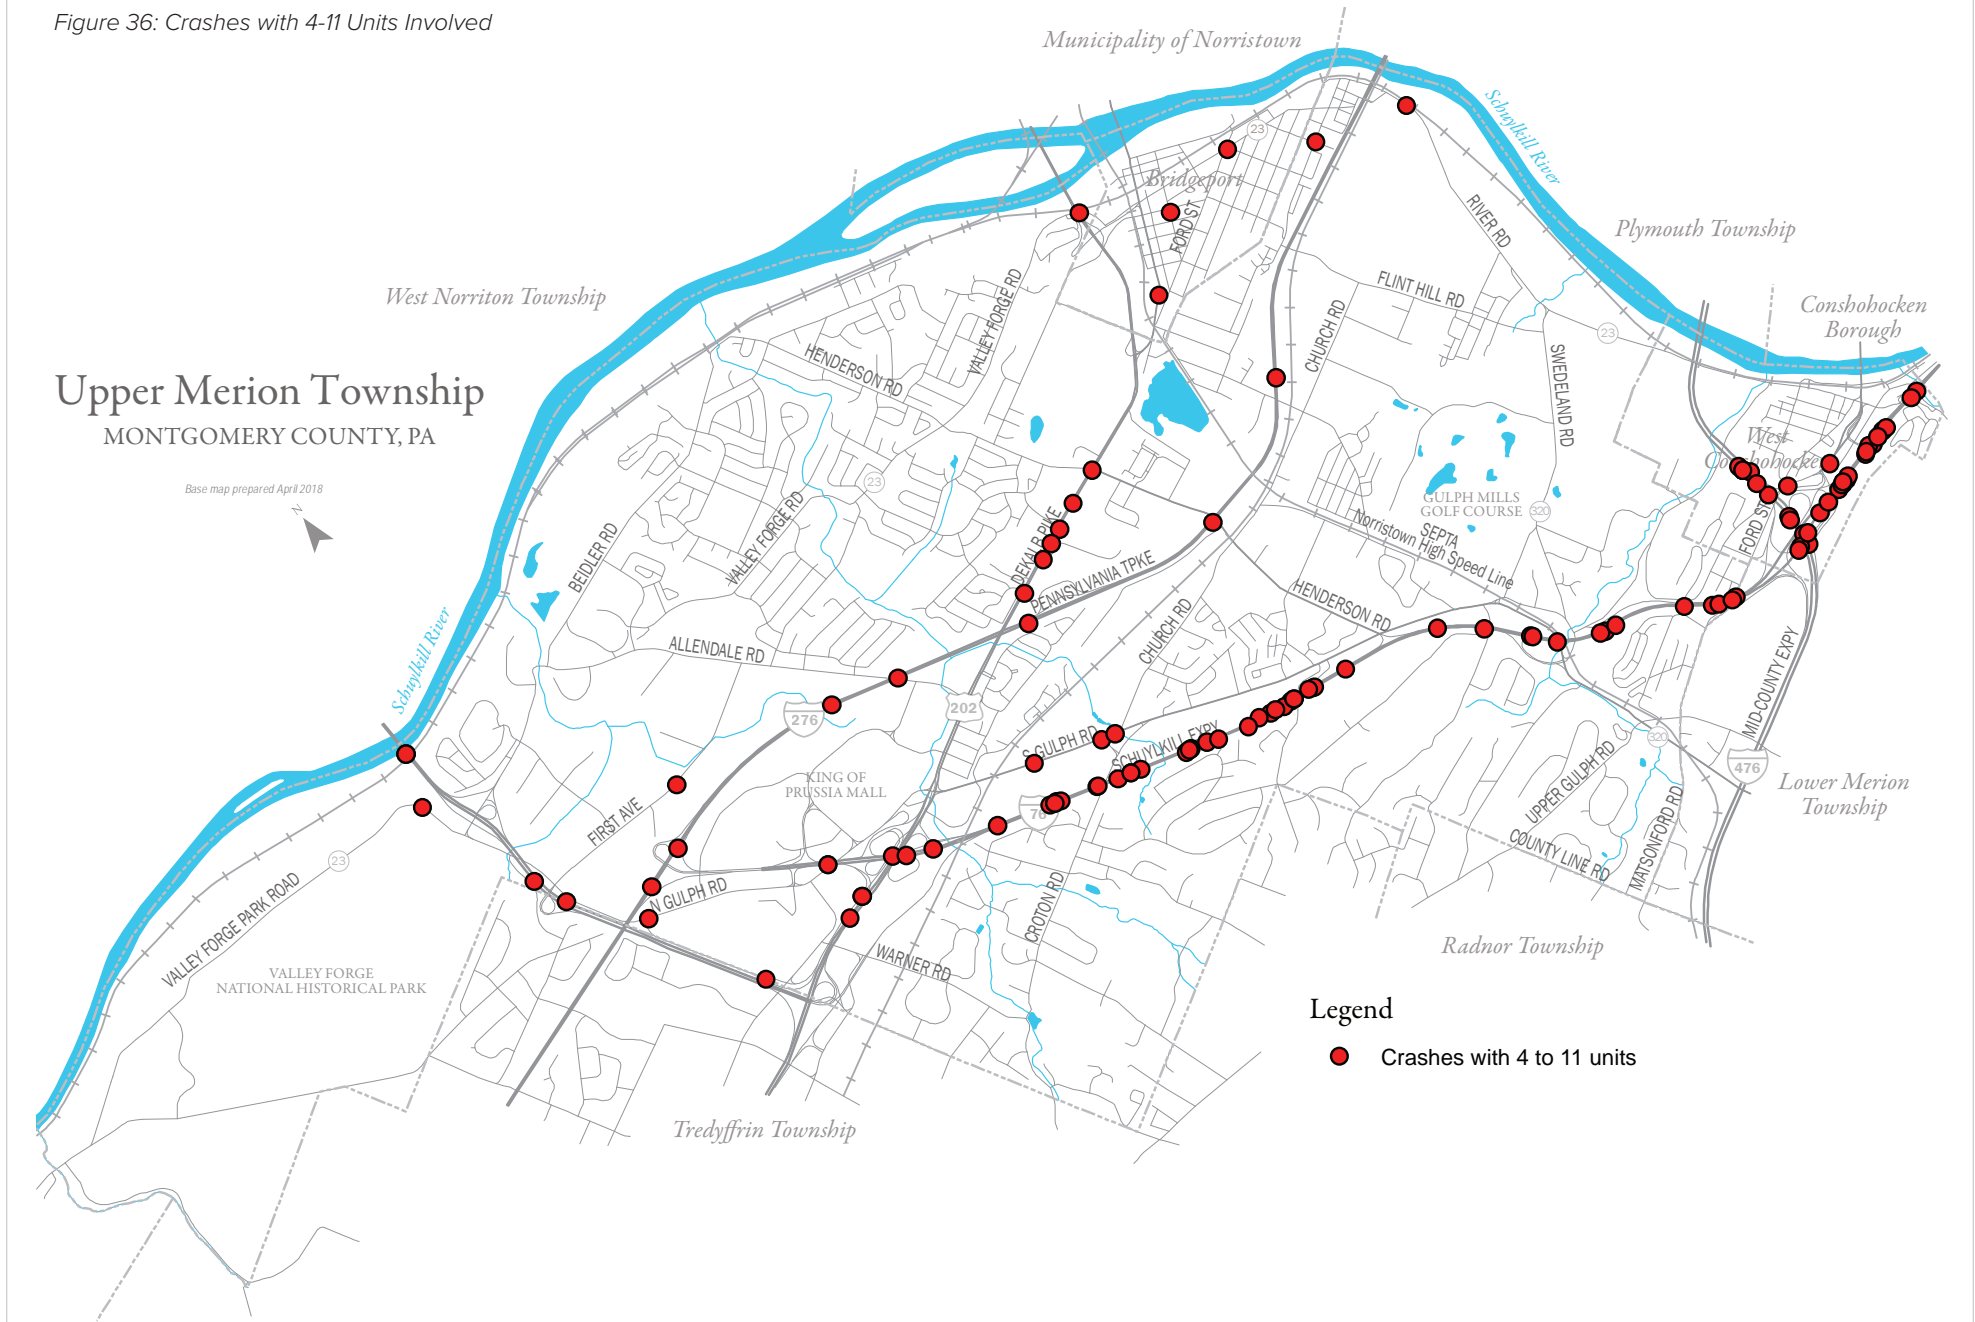 Figure 36: Crashes with 4-11 Units Involved
Municipality of Norristown
Schuylkill River
23
Bridgeport
FORD ST
RIVER RD
Plymouth Township
West Norriton Township
VALLEY FORGE RD
FLINT HILL RD
Conshohocken
Borough
CHURCH RD
23
HENDERSON RD
SWEDELAND RD
Upper Merion Township
MONTGOMERY COUNTY, PA
West
Conshohocken
Base map prepared April 2018
N
23
GULPH MILLS
GOLF COURSE
320
SEPTA
Norristown High Speed Line
FORD ST
BEIDLER RD
VALLEY FORGE RD
DEKALB PIKE
PENNSYLVANIA TPKE
HENDERSON RD
CHURCH RD
ALLENDALE RD
Schuylkill River
MID-COUNTY EXPY
276
202
S GULPH RD
SCHUYLKILL EXPY
320
476
UPPER GULPH RD
KING OF
PRUSSIA MALL
76
Lower Merion
Township
MATSONFORD RD
FIRST AVE
COUNTY LINE RD
23
N GULPH RD
VALLEY FORGE PARK ROAD
CROTON RD
WARNER RD
Radnor Township
VALLEY FORGE
NATIONAL HISTORICAL PARK
Legend
Crashes with 4 to 11 units
Tredyffrin Township